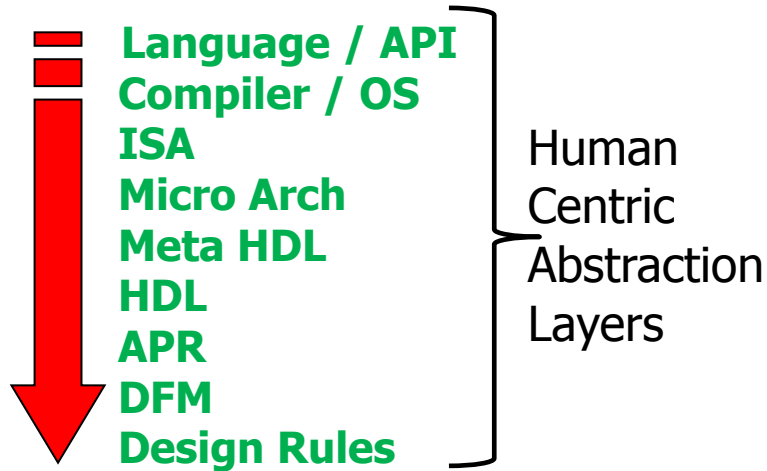 Language / API
Compiler / OS
ISA
Micro Arch
Meta HDL
HDL
APR
DFM
Design Rules
Human
Centric
Abstraction
Layers